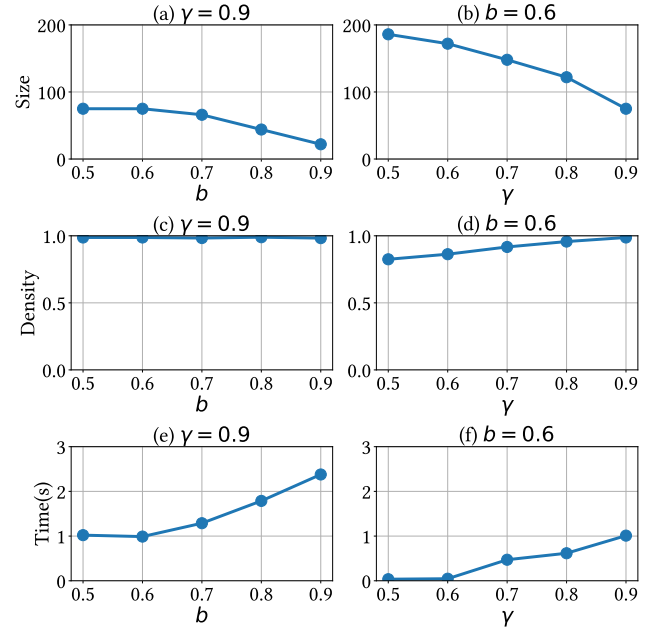 (a) γ = 0.9
(b) b = 0.6
200
100
0
Size
0.5 0.6 0.7 0.8 0.9
b
200
100
0
0.5 0.6 0.7 0.8 0.9
γ
(c) γ = 0.9
(d) b = 0.6
1.0
0.5
0.0
Density
0.5 0.6 0.7 0.8 0.9
b
1.0
0.5
0.0
0.5 0.6 0.7 0.8 0.9
γ
(e) γ = 0.9
(f) b = 0.6
3
2
1
0
Time(s)
0.5 0.6 0.7 0.8 0.9
b
3
2
1
0
0.5 0.6 0.7 0.8 0.9
γ